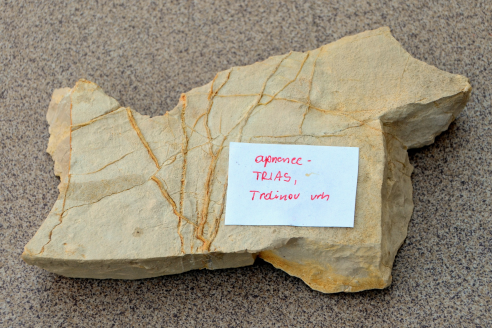 apnenec -
TRIAS,
Trdinov vrh